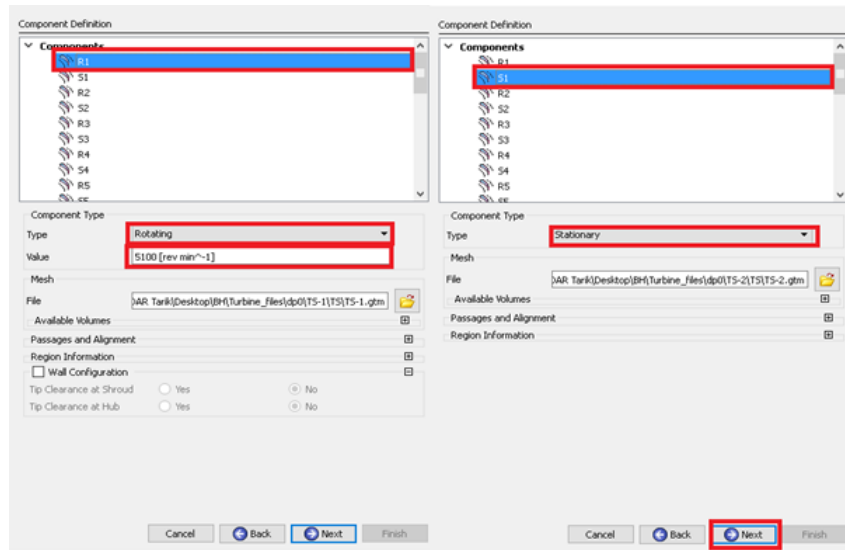 Component Definition
Components
R1
S1
R2
S2
R3
S3
R4
S4
R5
Component Type
Type Rotating
Value 5100 [rev min^-1]
Mesh
File AR Tarik\Desktop\BH\Turbine_files\dp0\TS-1\TS\TS-1.gtm
Available Volumes
Passages and Alignment
Region Information
Wall Configuration
Tip Clearance at Shroud Yes No
Tip Clearance at Hub Yes No
Cancel Back Next Finish
Component Definition
Components
R1
S1
R2
S2
R3
S3
R4
S4
R5
Component Type
Type Stationary
Mesh
File AR Tarik\Desktop\BH\Turbine_files\dp0\TS-2\TS\TS-2.gtm
Available Volumes
Passages and Alignment
Region Information
Cancel Back Next Finish